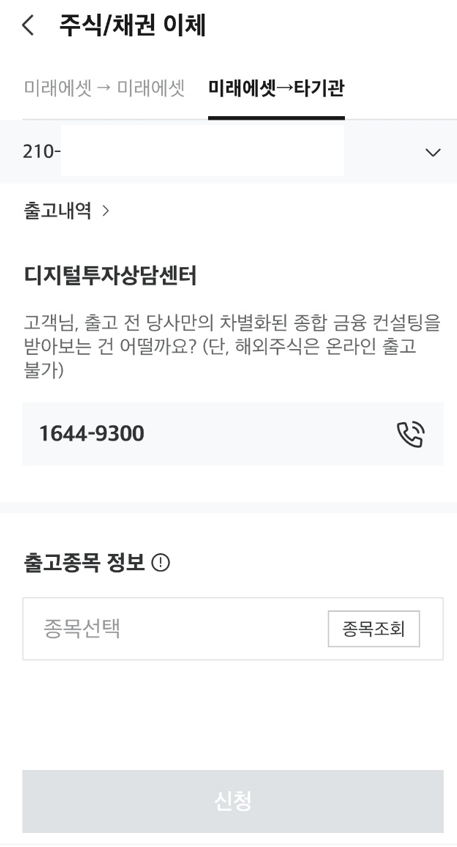 주식/채권 이체
미래에셋 → 미래에셋 미래에셋→타기관
210-
출고내역 >
디지털투자상담센터
고객님, 출고 전 당사만의 차별화된 종합 금융 컨설팅을
받아보는 건 어떨까요? (단, 해외주식은 온라인 출고
불가)
1644-9300
출고종목 정보
종목선택 종목조회
신청